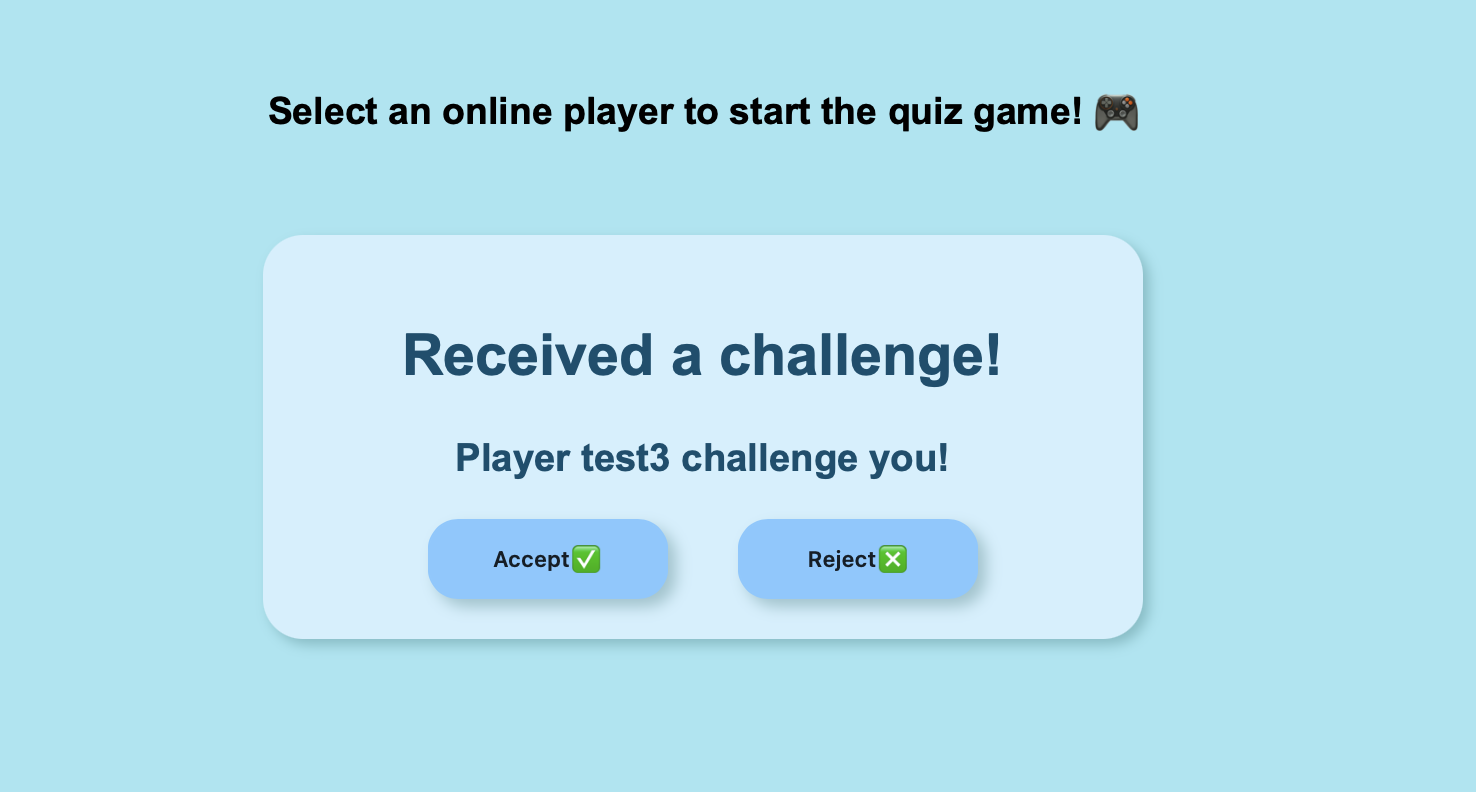 Select an online player to start the quiz game! 🎮
Received a challenge!
Player test3 challenge you!
Accept✅
Reject❎